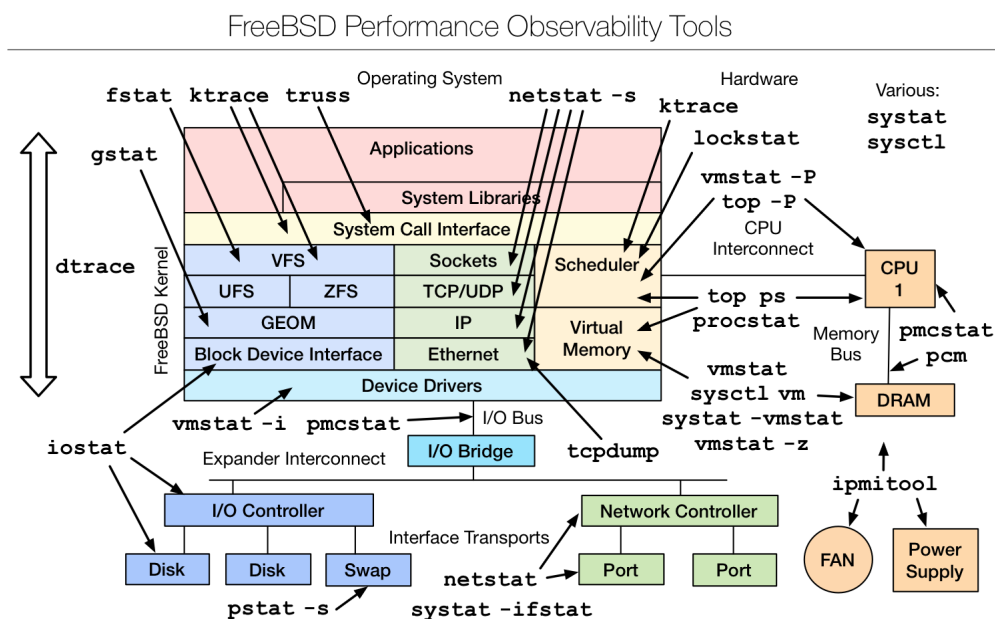 FreeBSD Performance Observability Tools
Operating System
Hardware
Various:
fstat ktrace truss
netstat -s
ktrace
systat
sysctl
gstat
lockstat
Applications
System Libraries
vmstat -P
top -P
System Call Interface
CPU
Interconnect
dtrace
FreeBSD Kernel
VFS
Sockets
Scheduler
CPU
1
UFS
ZFS
TCP/UDP
top ps
procstat
GEOM
IP
Virtual
Memory
Memory
Bus
pmcstat
pcm
Block Device Interface
Ethernet
Device Drivers
vmstat
sysctl vm
systat -vmstat
vmstat -z
DRAM
vmstat -i
pmcstat
I/O Bus
iostat
Expander Interconnect
I/O Bridge
tcpdump
ipmitool
I/O Controller
Network Controller
Interface Transports
Disk
Disk
Swap
netstat
Port
Port
FAN
Power
Supply
pstat -s
systat -ifstat